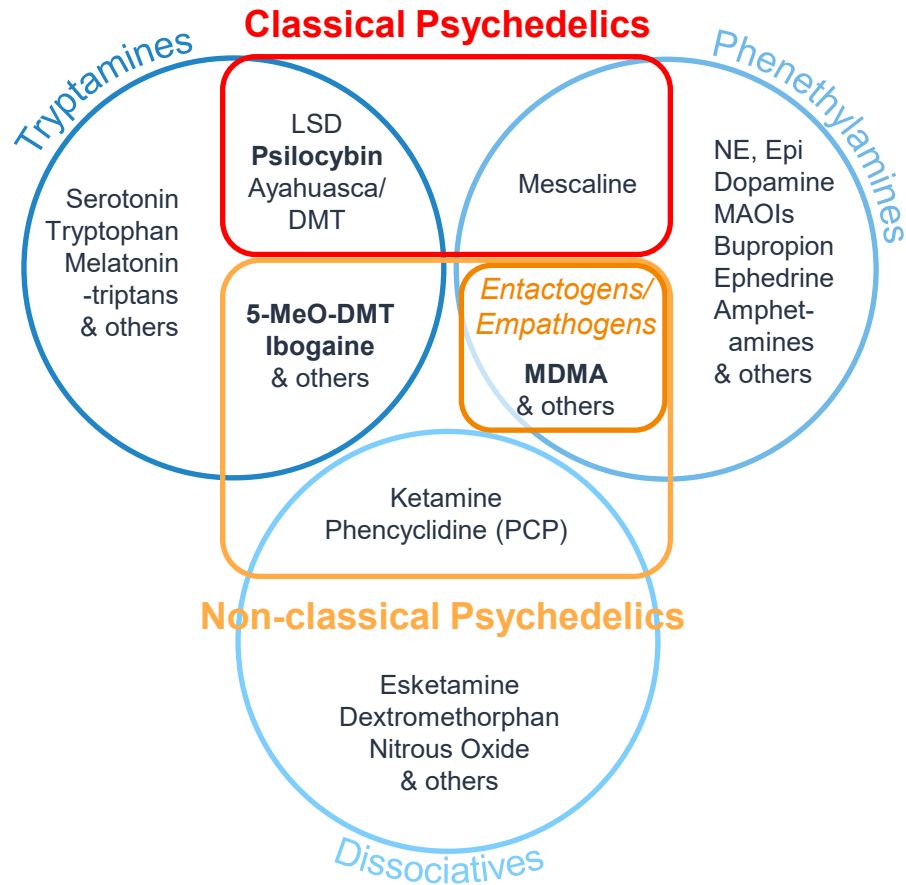 Classical Psychedelics
Tryptamines
Phenethylamines
LSD
Psilocybin
Ayahuasca/
DMT
Mescaline
Serotonin
Tryptophan
Melatonin
-triptans
& others
NE, Epi
Dopamine
MAOIs
Bupropion
Ephedrine
Amphet-
amines
& others
5-MeO-DMT
Ibogaine
& others
Entactogens/
Empathogens
MDMA
& others
Ketamine
Phencyclidine (PCP)
Non-classical Psychedelics
Esketamine
Dextromethorphan
Nitrous Oxide
& others
Dissociatives